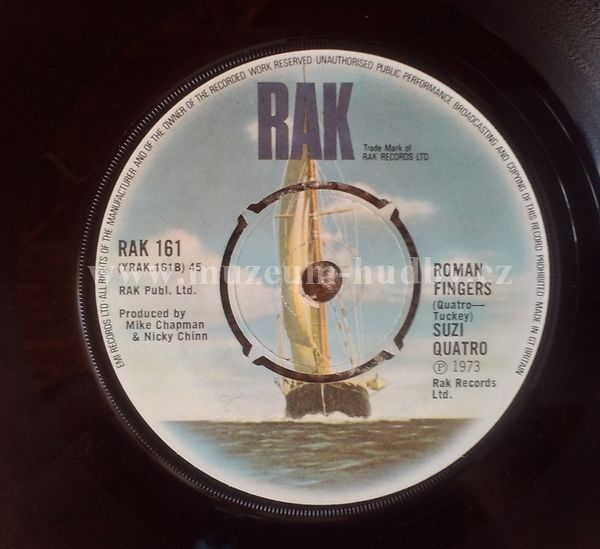 EMI RECORDS LTD ALL RIGHTS OF THE MANUFACTURER AND OF THE OWNER OF THE RECORDED WORK RESERVED UNAUTHORISED PUBLIC PERFORMANCE BROADCASTING AND COPYING OF THIS RECORD PROHIBITED MADE IN GT BRITAIN
RAK
Trade Mark of
RAK RECORDS LTD
RAK 161
(YRAK.161B) 45
RAK Publ. Ltd.
Produced by
Mike Chapman
& Nicky Chinn
ROMAN
FINGERS
(Quatro—
Tuckey)
SUZI
QUATRO
Ⓟ 1973
Rak Records
Ltd.
www.muzeum-hudby.cz